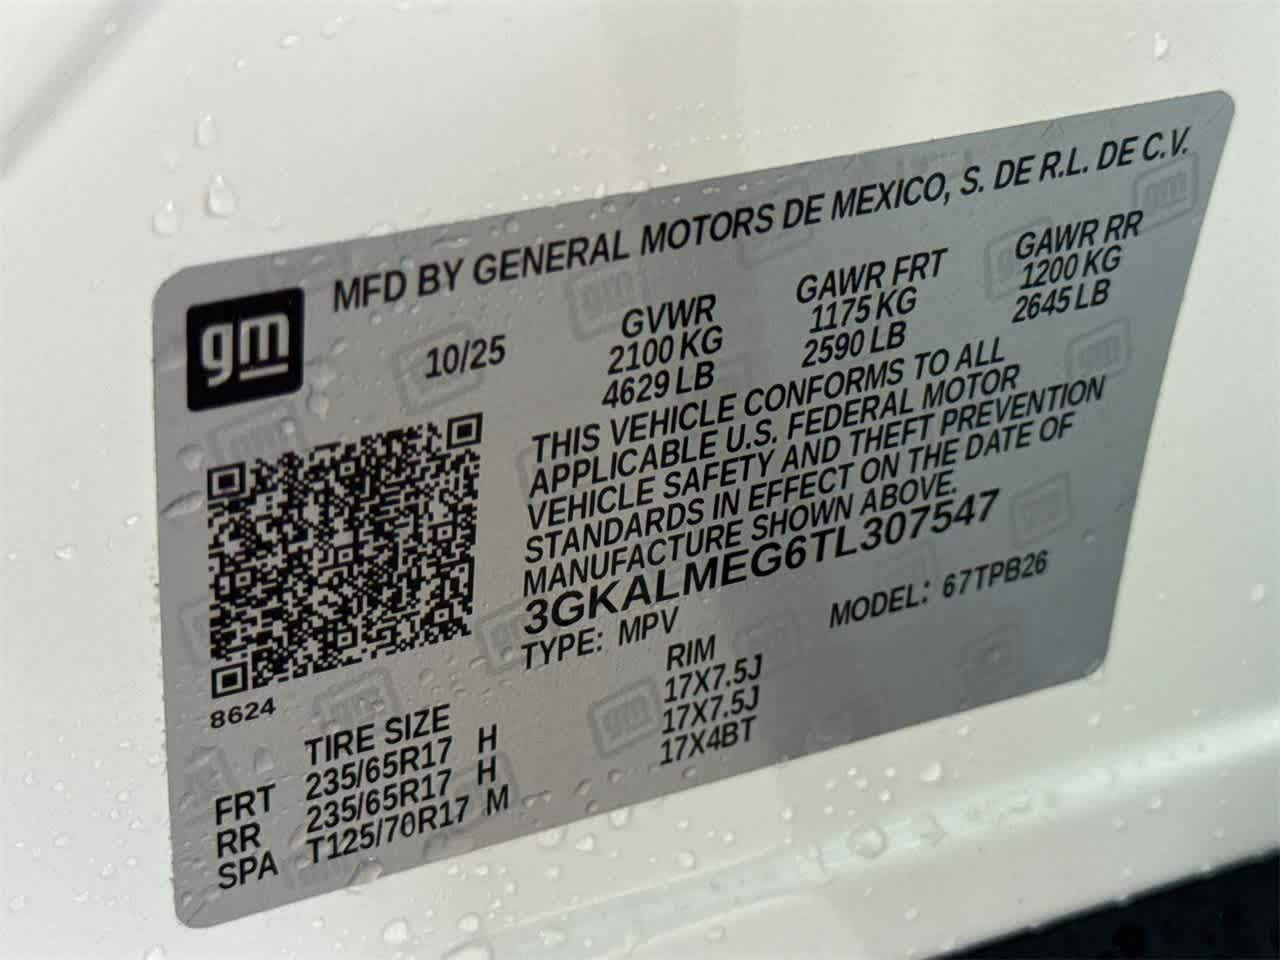 MFD BY GENERAL MOTORS DE MEXICO, S. DE R.L. DE C.V.
gm
10/25
GVWR GAWR FRT GAWR RR
2100 KG 1175 KG 1200 KG
4629 LB 2590 LB 2645 LB
THIS VEHICLE CONFORMS TO ALL
APPLICABLE U.S. FEDERAL MOTOR
VEHICLE SAFETY AND THEFT PREVENTION
STANDARDS IN EFFECT ON THE DATE OF
MANUFACTURE SHOWN ABOVE.
3GKALMEG6TL307547
TYPE: MPV MODEL: 67TPB26
8624
TIRE SIZE RIM
FRT 235/65R17 H 17X7.5J
RR 235/65R17 H 17X7.5J
SPA T125/70R17 M 17X4BT